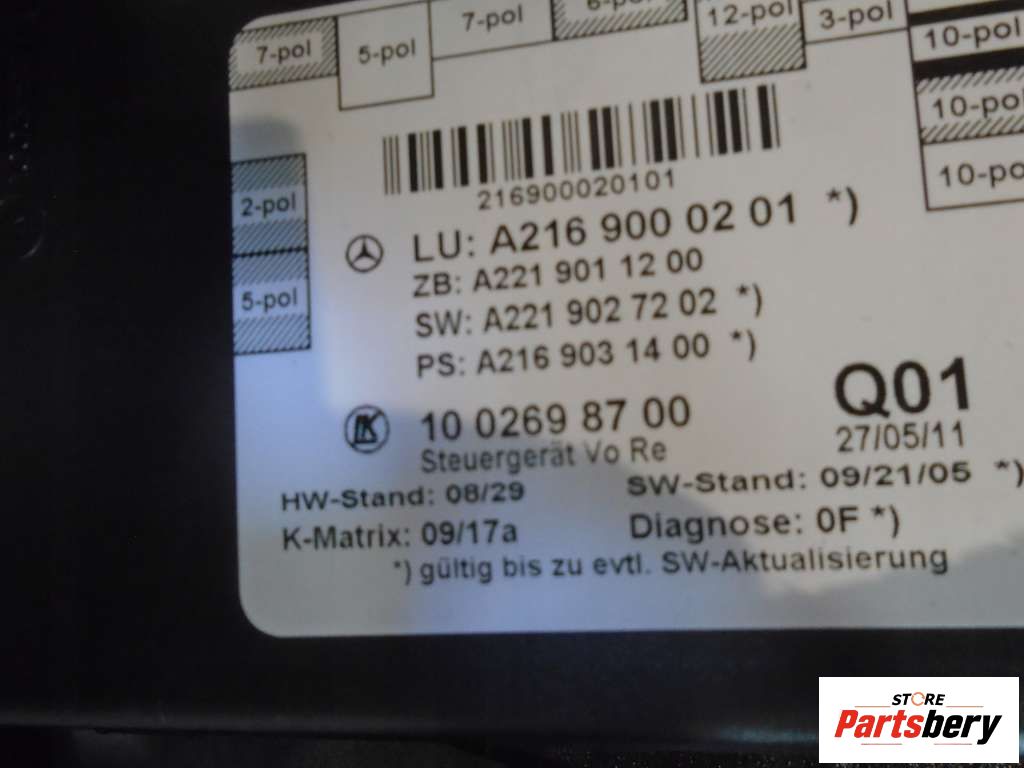 7-pol
5-pol
7-pol
6-pol
12-pol
3-pol
10-pol
10-pol
10-po
2-pol
5-pol
216900020101
LU: A216 900 02 01 *)
ZB: A221 901 12 00
SW: A221 902 72 02 *)
PS: A216 903 14 00 *)
10 0269 87 00
Q01
Steuergerät Vo Re
27/05/11
HW-Stand: 08/29
SW-Stand: 09/21/05 *)
K-Matrix: 09/17a
Diagnose: 0F *)
*) gültig bis zu evtl. SW-Aktualisierung
STORE
Partsbery